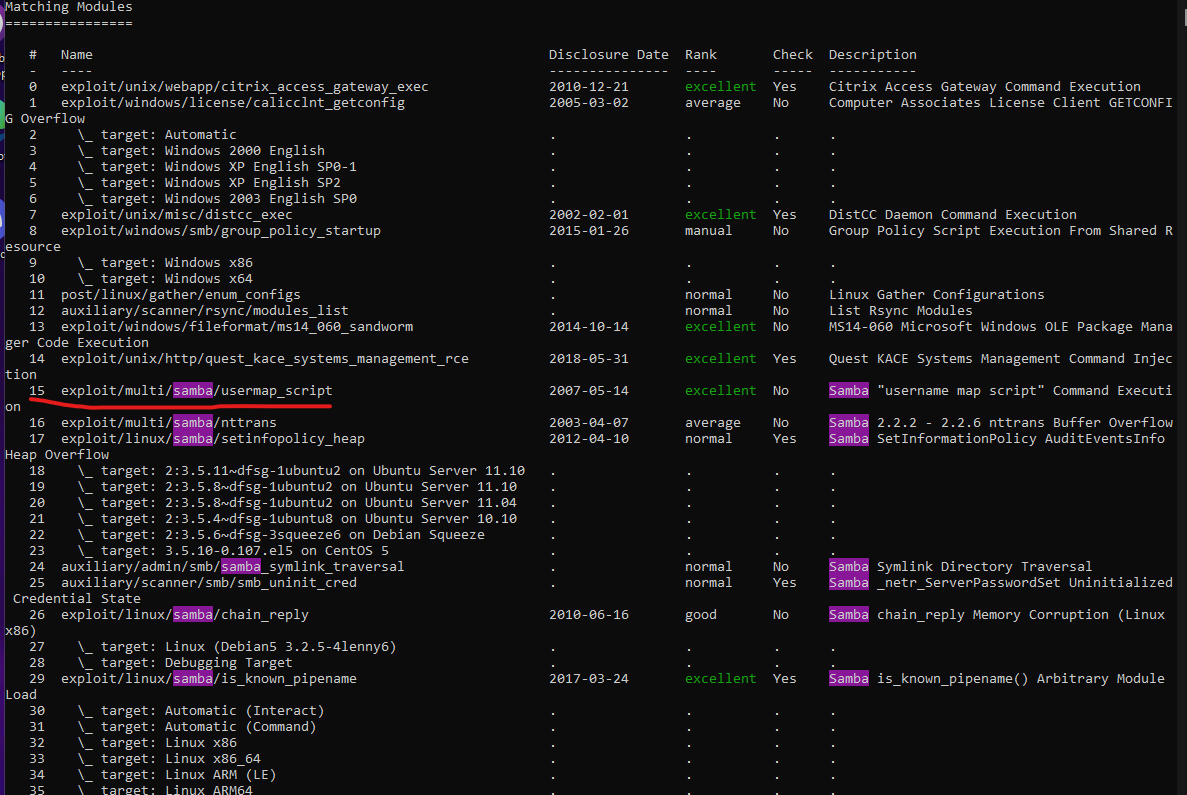 Matching Modules
================
#   Name   Disclosure Date   Rank   Check   Description
-   ----   ---------------   ----   -----   -----------
0   exploit/unix/webapp/citrix_access_gateway_exec   2010-12-21   excellent   Yes   Citrix Access Gateway Command Execution
1   exploit/windows/license/calicclnt_getconfig   2005-03-02   average   No   Computer Associates License Client GETCONFI
G Overflow
2   \_ target: Automatic   .   .   .   .
3   \_ target: Windows 2000 English   .   .   .   .
4   \_ target: Windows XP English SP0-1   .   .   .   .
5   \_ target: Windows XP English SP2   .   .   .   .
6   \_ target: Windows 2003 English SP0   .   .   .   .
7   exploit/unix/misc/distcc_exec   2002-02-01   excellent   Yes   DistCC Daemon Command Execution
8   exploit/windows/smb/group_policy_startup   2015-01-26   manual   No   Group Policy Script Execution From Shared R
esource
9   \_ target: Windows x86   .   .   .   .
10   \_ target: Windows x64   .   .   .   .
11   post/linux/gather/enum_configs   .   normal   No   Linux Gather Configurations
12   auxiliary/scanner/rsync/modules_list   .   normal   No   List Rsync Modules
13   exploit/windows/fileformat/ms14_060_sandworm   2014-10-14   excellent   No   MS14-060 Microsoft Windows OLE Package Mana
ger Code Execution
14   exploit/unix/http/quest_kace_systems_management_rce   2018-05-31   excellent   Yes   Quest KACE Systems Management Command Injec
tion
15   exploit/multi/samba/usermap_script   2007-05-14   excellent   No   Samba "username map script" Command Executi
on
16   exploit/multi/samba/nttrans   2003-04-07   average   No   Samba 2.2.2 - 2.2.6 nttrans Buffer Overflow
17   exploit/linux/samba/setinfopolicy_heap   2012-04-10   normal   Yes   Samba SetInformationPolicy AuditEventsInfo
Heap Overflow
18   \_ target: 2:3.5.11~dfsg-1ubuntu2 on Ubuntu Server 11.10   .   .   .   .
19   \_ target: 2:3.5.8~dfsg-1ubuntu2 on Ubuntu Server 11.10   .   .   .   .
20   \_ target: 2:3.5.8~dfsg-1ubuntu2 on Ubuntu Server 11.04   .   .   .   .
21   \_ target: 2:3.5.4~dfsg-1ubuntu8 on Ubuntu Server 10.10   .   .   .   .
22   \_ target: 2:3.5.6~dfsg-3squeeze6 on Debian Squeeze   .   .   .   .
23   \_ target: 3.5.10-0.107.el5 on CentOS 5   .   .   .   .
24   auxiliary/admin/smb/samba_symlink_traversal   .   normal   No   Samba Symlink Directory Traversal
25   auxiliary/scanner/smb/smb_uninit_cred   .   normal   Yes   Samba _netr_ServerPasswordSet Uninitialized
Credential State
26   exploit/linux/samba/chain_reply   2010-06-16   good   No   Samba chain_reply Memory Corruption (Linux
x86)
27   \_ target: Linux (Debian5 3.2.5-4lenny6)   .   .   .   .
28   \_ target: Debugging Target   .   .   .   .
29   exploit/linux/samba/is_known_pipename   2017-03-24   excellent   Yes   Samba is_known_pipename() Arbitrary Module
Load
30   \_ target: Automatic (Interact)   .   .   .   .
31   \_ target: Automatic (Command)   .   .   .   .
32   \_ target: Linux x86   .   .   .   .
33   \_ target: Linux x86_64   .   .   .   .
34   \_ target: Linux ARM (LE)   .   .   .   .
35   \_ target: Linux ARM64   .   .   .   .